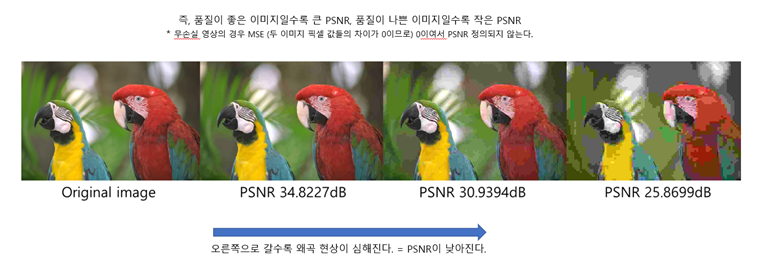 즉, 품질이 좋은 이미지일수록 큰 PSNR, 품질이 나쁜 이미지일수록 작은 PSNR
* 무손실 영상의 경우 MSE (두 이미지 픽셀 값들의 차이가 0이므로) 0이여서 PSNR 정의되지 않는다.
Original image
PSNR 34.8227dB
PSNR 30.9394dB
PSNR 25.8699dB
오른쪽으로 갈수록 왜곡 현상이 심해진다. = PSNR이 낮아진다.